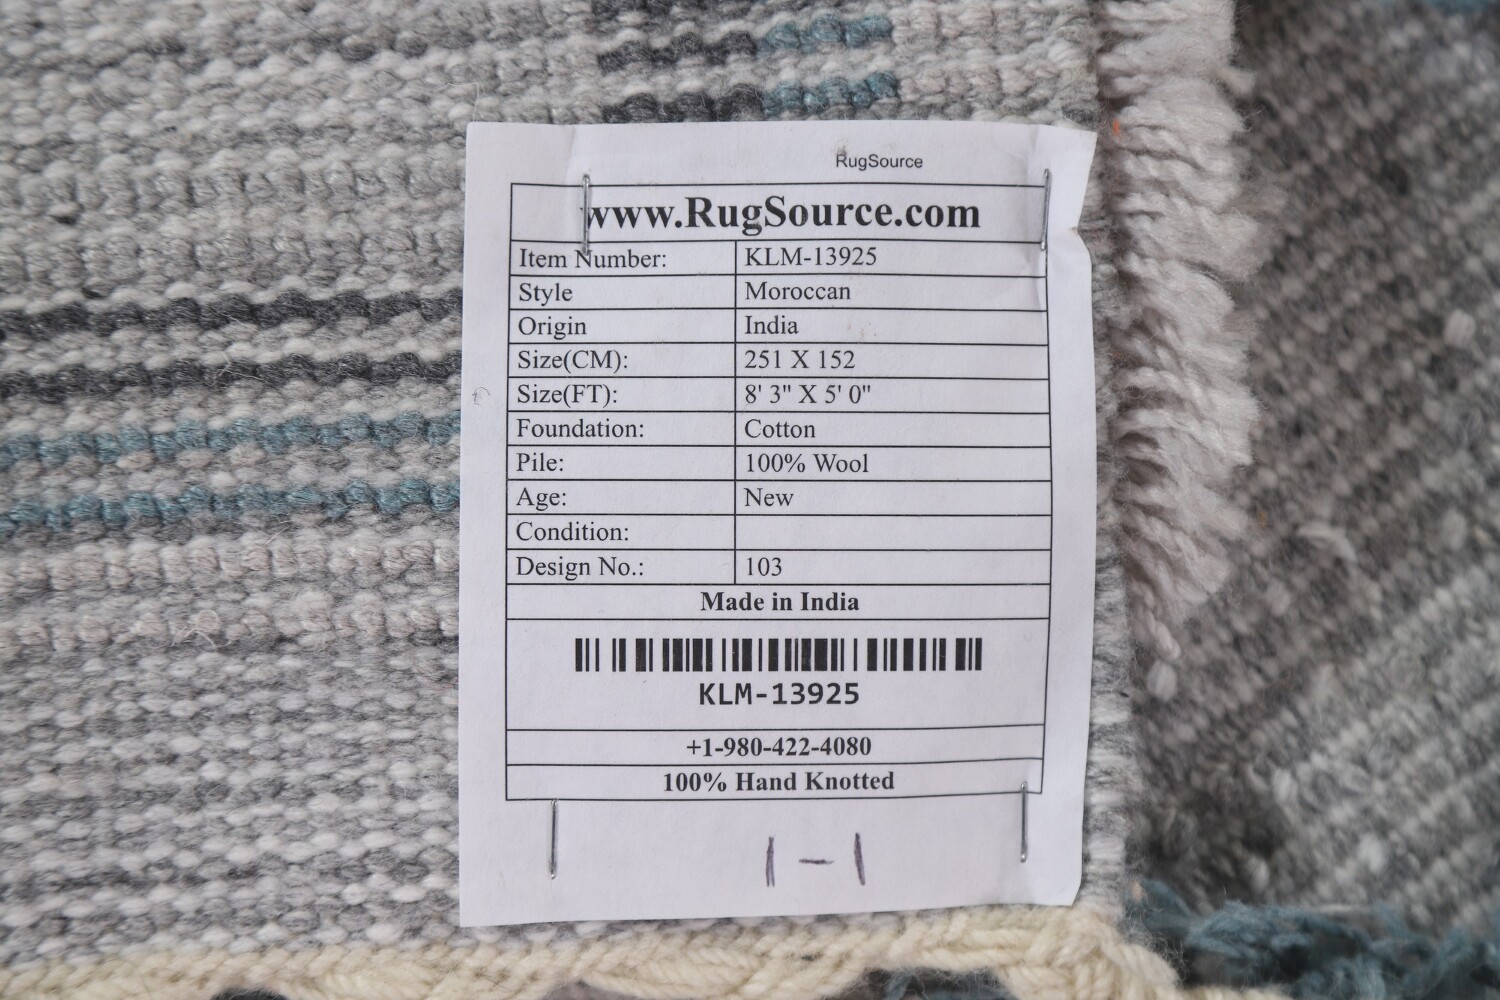 RugSource
www.RugSource.com
Item Number: KLM-13925
Style Moroccan
Origin India
Size(CM): 251 X 152
Size(FT): 8' 3" X 5' 0"
Foundation: Cotton
Pile: 100% Wool
Age: New
Condition:
Design No.: 103
Made in India
KLM-13925
+1-980-422-4080
100% Hand Knotted
1-1